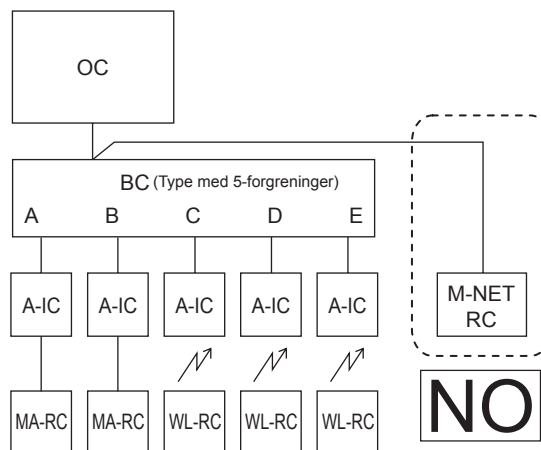 OC
BC (Type med 5-forgreninger)
A B C D E
A-IC A-IC A-IC A-IC A-IC
M-NET
RC
MA-RC MA-RC WL-RC WL-RC WL-RC
NO